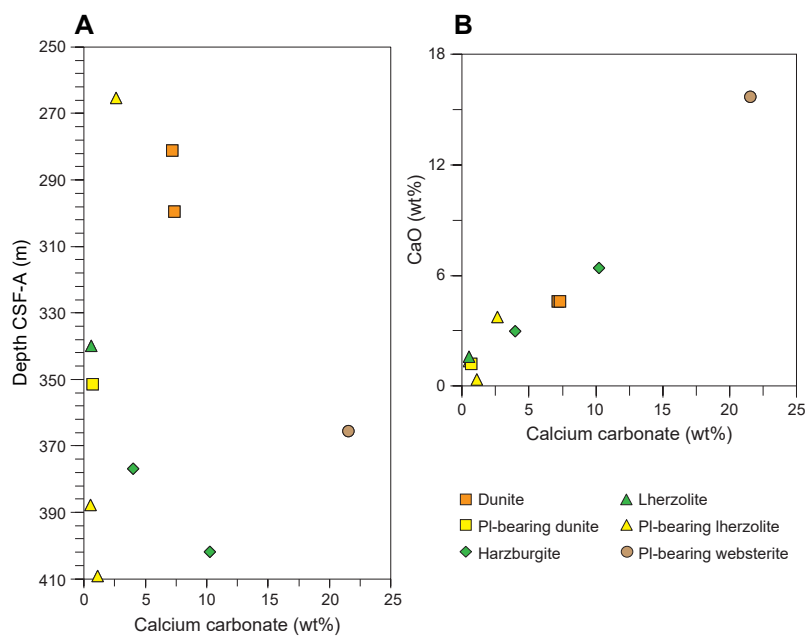 A
250
270
290
310
330
350
370
390
410
Depth CSF-A (m)
0 5 10 15 20 25
Calcium carbonate (wt%)
B
18
12
6
0
CaO (wt%)
0 5 10 15 20 25
Calcium carbonate (wt%)
Dunite
Lherzolite
Pl-bearing dunite
Pl-bearing lherzolite
Harzburgite
Pl-bearing websterite